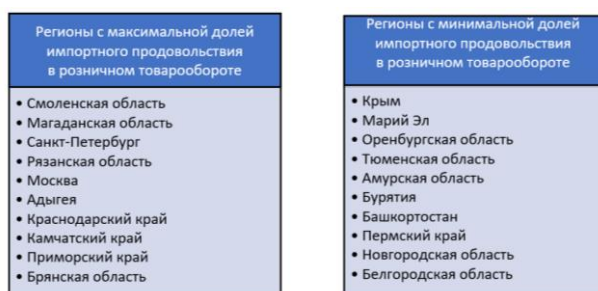 Регионы с максимальной долей
импортного продовольствия
в розничном товарообороте
• Смоленская область
• Магаданская область
• Санкт-Петербург
• Рязанская область
• Москва
• Адыгея
• Краснодарский край
• Камчатский край
• Приморский край
• Брянская область
Регионы с минимальной долей
импортного продовольствия
в розничном товарообороте
• Крым
• Марий Эл
• Оренбургская область
• Тюменская область
• Амурская область
• Бурятия
• Башкортостан
• Пермский край
• Новгородская область
• Белгородская область